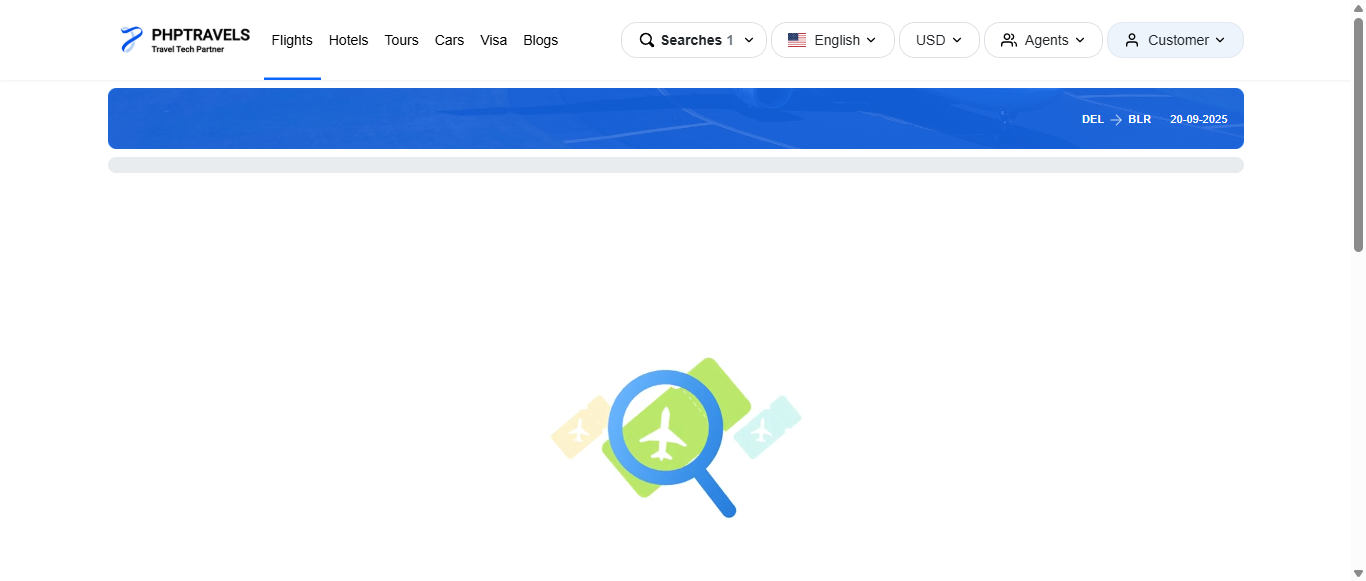 PHPTRAVELS
Travel Tech Partner
Flights Hotels Tours Cars Visa Blogs
Searches 1 English USD Agents Customer
DEL → BLR 20-09-2025